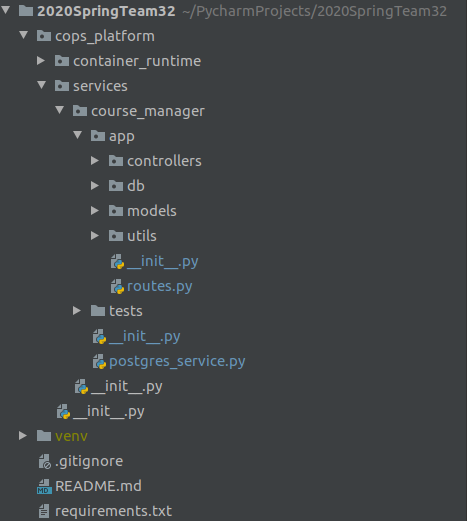 2020SpringTeam32 ~/PycharmProjects/2020SpringTeam32
cops_platform
container_runtime
services
course_manager
app
controllers
db
models
utils
__init__.py
routes.py
tests
__init__.py
postgres_service.py
__init__.py
__init__.py
venv
.gitignore
MD README.md
requirements.txt